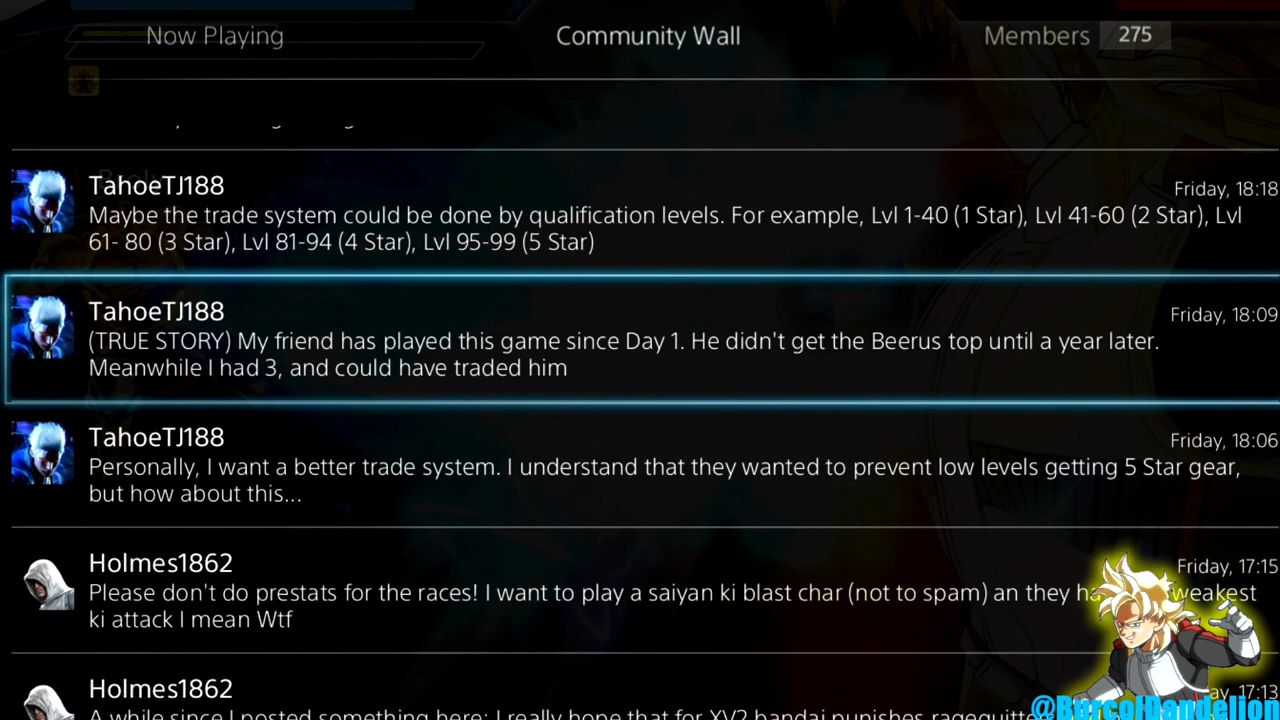 Now Playing
Community Wall
Members 275
TahoeTJ188
Friday, 18:18
Maybe the trade system could be done by qualification levels. For example, Lvl 1-40 (1 Star), Lvl 41-60 (2 Star), Lvl
61- 80 (3 Star), Lvl 81-94 (4 Star), Lvl 95-99 (5 Star)
TahoeTJ188
Friday, 18:09
(TRUE STORY) My friend has played this game since Day 1. He didn't get the Beerus top until a year later.
Meanwhile I had 3, and could have traded him
TahoeTJ188
Friday, 18:06
Personally, I want a better trade system. I understand that they wanted to prevent low levels getting 5 Star gear,
but how about this...
Holmes1862
Friday, 17:15
Please don't do prestats for the races! I want to play a saiyan ki blast char (not to spam) an they weakest
ki attack I mean Wtf
Holmes1862
17:13
A while since I posted something here: I really hope that for XV2 bandai punishes
@BurcolDandelion